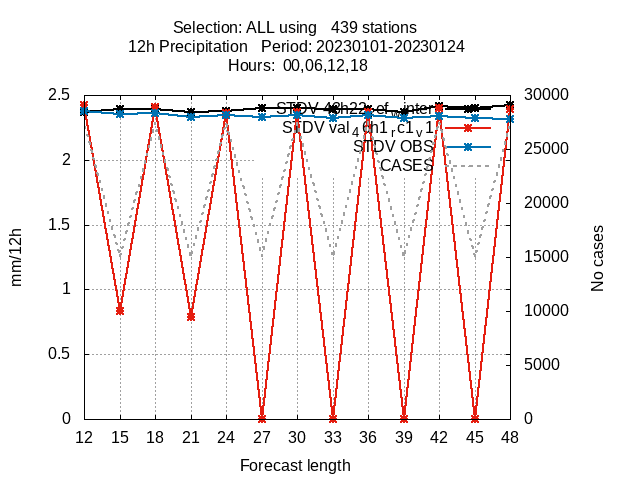 Selection: ALL using 439 stations
12h Precipitation Period: 20230101-20230124
Hours: 00,06,12,18
2.5
2
1.5
1
0.5
0
30000
25000
20000
15000
10000
5000
0
STDV
STDV OBS
CASES
mm/12h
No cases
12 15 18 21 24 27 30 33 36 39 42 45 48
Forecast length